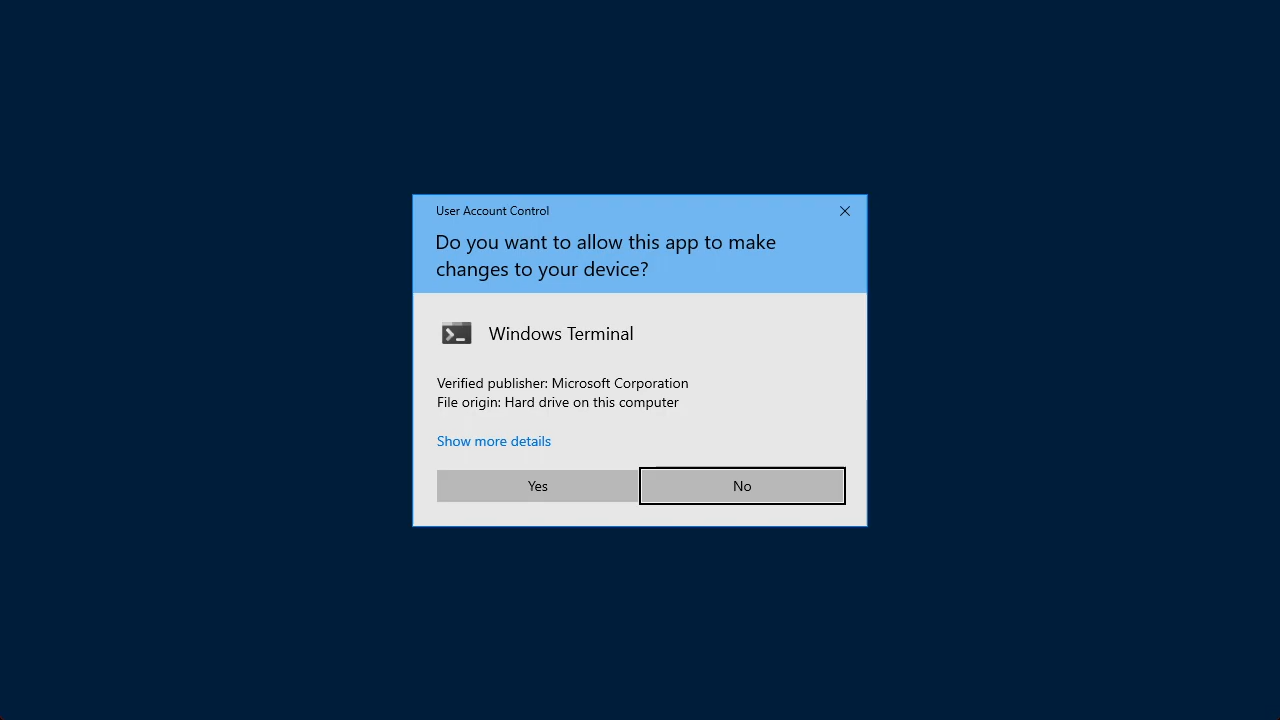 User Account Control
Do you want to allow this app to make
changes to your device?
Windows Terminal
Verified publisher: Microsoft Corporation
File origin: Hard drive on this computer
Show more details
Yes
No